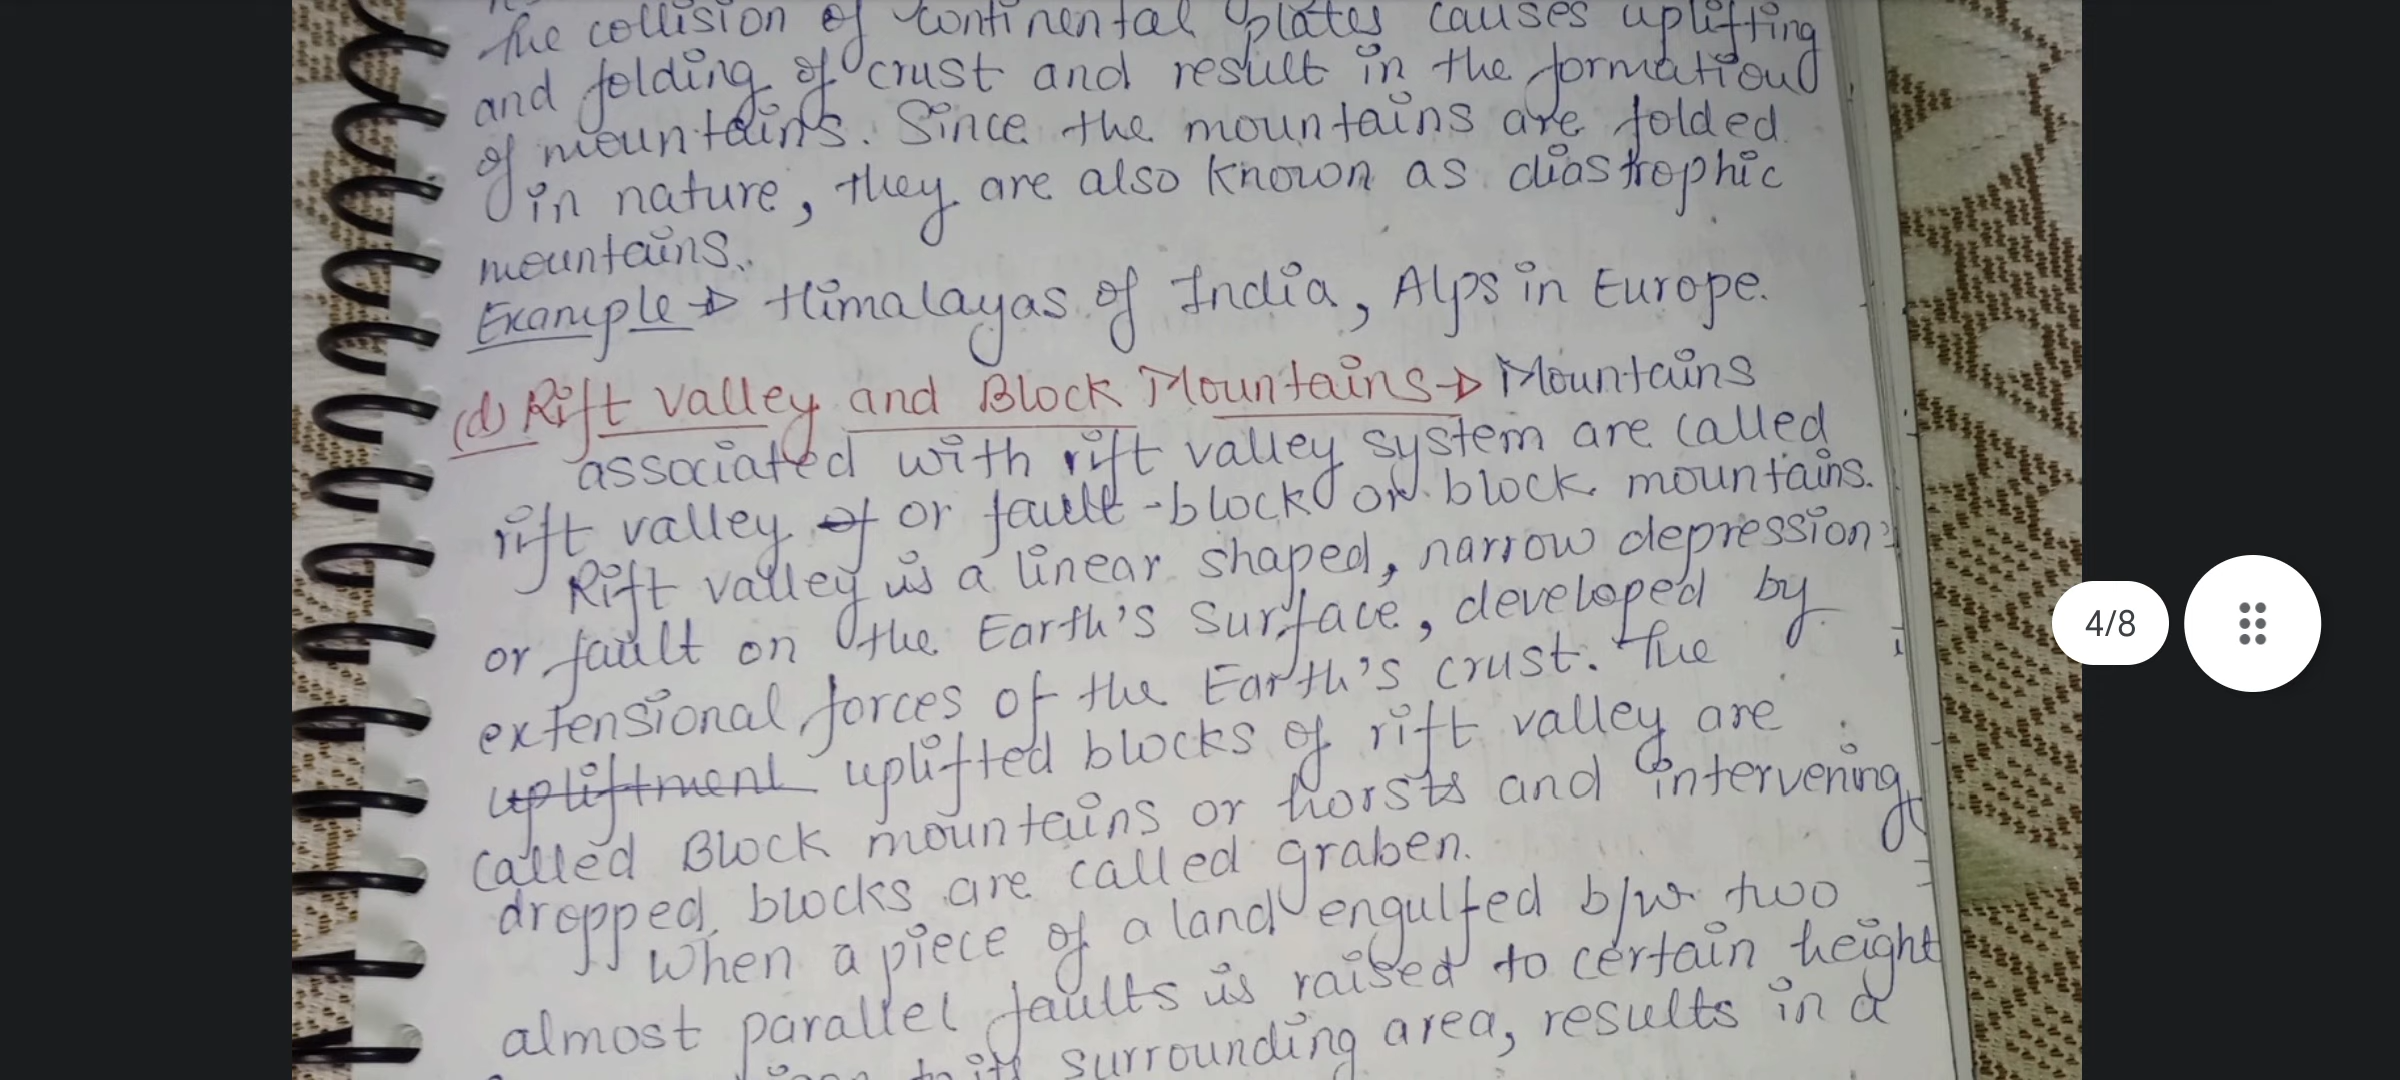 The collision of continental plates causes uplifting
and folding of crust and result in the formation
of mountains. Since the mountains are folded
in nature, they are also known as diastrophic
mountains.
Example → Himalayas of India, Alps in Europe.
(d) Rift valley and Block Mountains → Mountains
associated with rift valley system are called
rift valley of or fault-block or block mountains.
Rift valley is a linear shaped, narrow depression
or fault on the Earth's surface, developed by
extensional forces of the Earth's crust. The
upliftment uplifted blocks of rift valley are
called Block mountains or horsts and intervening
dropped blocks are called graben.
When a piece of a land engulfed b/w two
almost parallel faults is raised to certain height
to its surrounding area, results in a
4/8